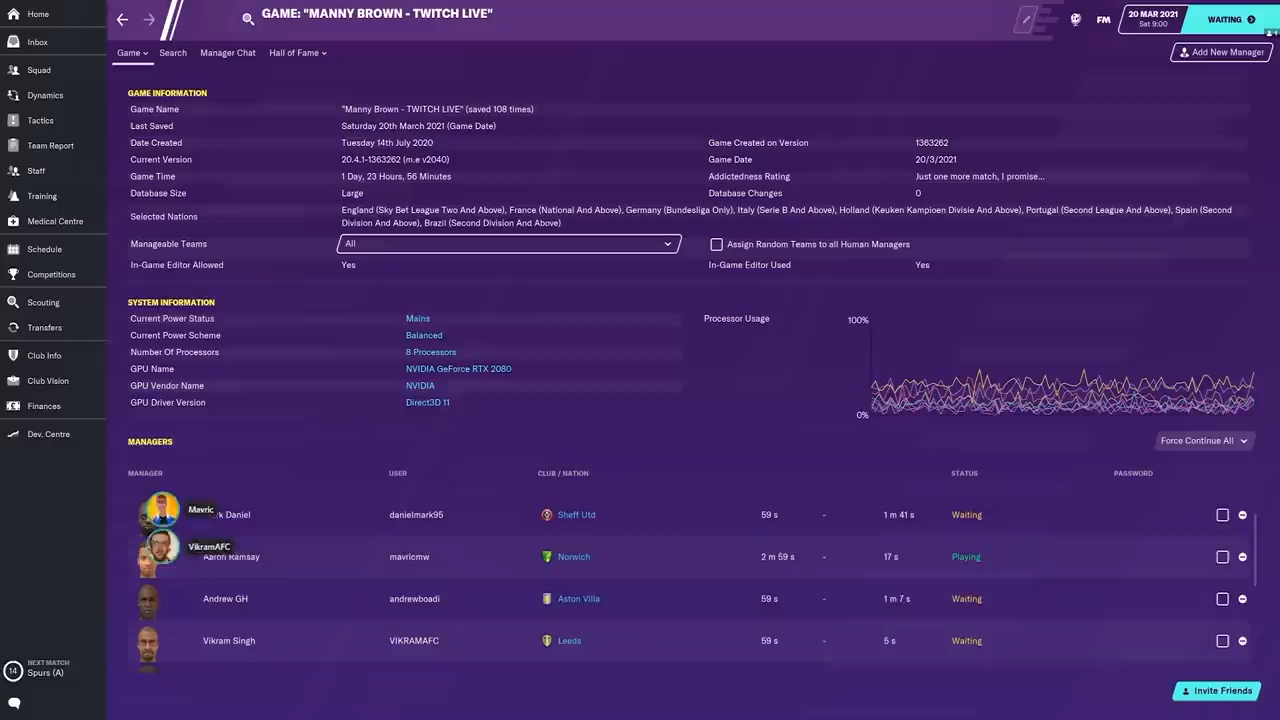 GAME: "MANNY BROWN - TWITCH LIVE"
FM
20 MAR 2021
Sat 9:00
WAITING
1
Game
Search
Manager Chat
Hall of Fame
Add New Manager
Home
Inbox
Squad
Dynamics
Tactics
Team Report
Staff
Training
Medical Centre
Schedule
Competitions
Scouting
Transfers
Club Info
Club Vision
Finances
Dev. Centre
14
NEXT MATCH
Spurs (A)
GAME INFORMATION
Game Name "Manny Brown - TWITCH LIVE" (saved 108 times)
Last Saved Saturday 20th March 2021 (Game Date)
Date Created Tuesday 14th July 2020 Game Created on Version 1363262
Current Version 20.4.1-1363262 (m.e v2040) Game Date 20/3/2021
Game Time 1 Day, 23 Hours, 56 Minutes Addictedness Rating Just one more match, I promise...
Database Size Large Database Changes 0
Selected Nations England (Sky Bet League Two And Above), France (National And Above), Germany (Bundesliga Only), Italy (Serie B And Above), Holland (Keuken Kampioen Divisie And Above), Portugal (Second League And Above), Spain (Second
Division And Above), Brazil (Second Division And Above)
Manageable Teams All Assign Random Teams to all Human Managers
In-Game Editor Allowed Yes In-Game Editor Used Yes
SYSTEM INFORMATION
Current Power Status Mains Processor Usage 100%
Current Power Scheme Balanced
Number Of Processors 8 Processors
GPU Name NVIDIA GeForce RTX 2080
GPU Vendor Name NVIDIA
GPU Driver Version Direct3D 11
0%
MANAGERS
Force Continue All
MANAGER USER CLUB / NATION STATUS PASSWORD
Mavric
rk Daniel danielmark95 Sheff Utd 59 s - 1 m 41 s Waiting
VikramAFC
Aaron Ramsay mavricmw Norwich 2 m 59 s - 17 s Playing
Andrew GH andrewboadi Aston Villa 59 s - 1 m 7 s Waiting
Vikram Singh VIKRAMAFC Leeds 59 s - 5 s Waiting
Invite Friends